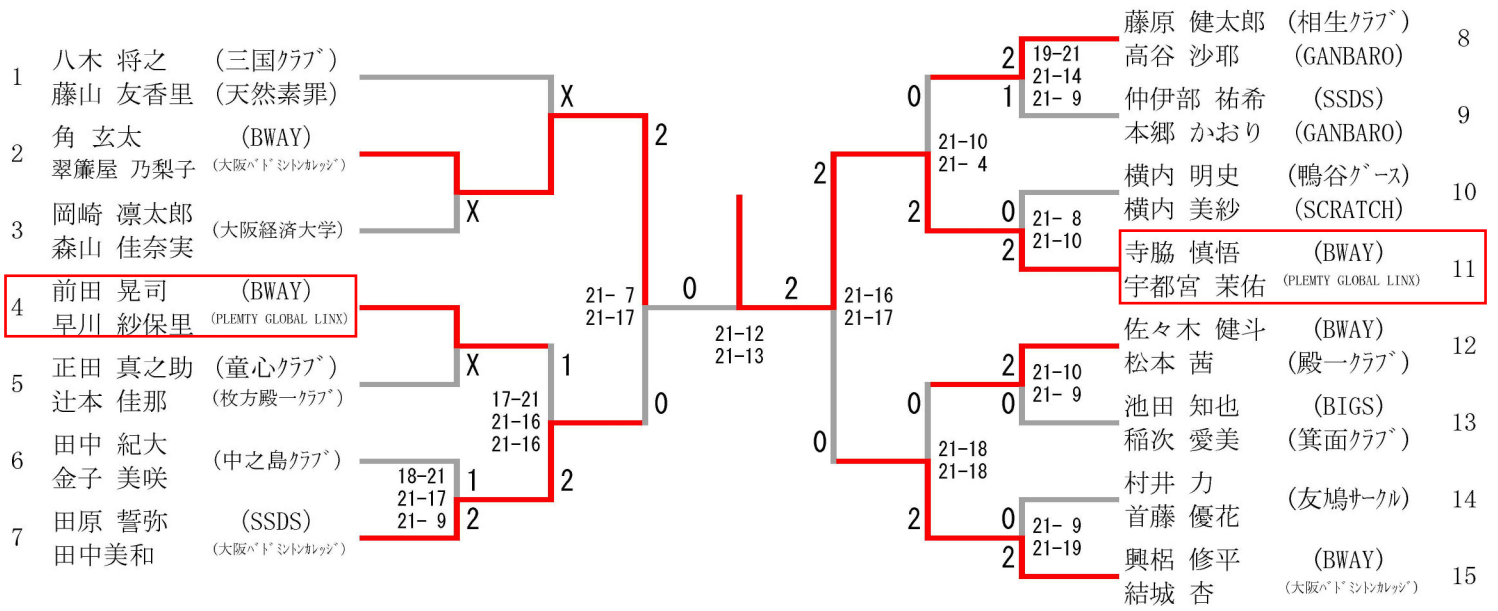 1
八木 将之 (三国ｸﾗﾌﾞ)
藤山 友香里 (天然素罪)
2
角 玄太 (BWAY)
翠簾屋 乃梨子 (大阪ﾊﾞﾄﾞﾐﾝﾄﾝｶﾚｯｼﾞ)
3
岡崎 凛太郎
森山 佳奈実
(大阪経済大学)
4
前田 晃司 (BWAY)
早川 紗保里 (PLEMTY GLOBAL LINX)
5
正田 真之助 (童心ｸﾗﾌﾞ)
辻本 佳那 (枚方殿一ｸﾗﾌﾞ)
6
田中 紀大
金子 美咲
(中之島ｸﾗﾌﾞ)
7
田原 誓弥 (SSDS)
田中美和 (大阪ﾊﾞﾄﾞﾐﾝﾄﾝｶﾚｯｼﾞ)
X
X
2
X
1
17-21
21-16
21-16
18-21
21-17
21- 9
1
2
2
0
21- 7
21-17
0
2
21-12
21-13
2
0
21-16
21-17
0
2
21-10
21- 4
2
1
19-21
21-14
21- 9
0
2
21- 8
21-10
0
2
21-18
21-18
2
0
21-10
21- 9
0
2
21- 9
21-19
藤原 健太郎 (相生ｸﾗﾌﾞ)
高谷 沙耶 (GANBARO)
8
仲伊部 祐希 (SSDS)
本郷 かおり (GANBARO)
9
横内 明史 (鴨谷ｸﾞｰｽ)
横内 美紗 (SCRATCH)
10
寺脇 慎悟 (BWAY)
宇都宮 茉佑 (PLEMTY GLOBAL LINX)
11
佐々木 健斗 (BWAY)
松本 茜 (殿一ｸﾗﾌﾞ)
12
池田 知也 (BIGS)
稲次 愛美 (箕面ｸﾗﾌﾞ)
13
村井 力
首藤 優花
(友鳩ｻｰｸﾙ)
14
興梠 修平 (BWAY)
結城 杏 (大阪ﾊﾞﾄﾞﾐﾝﾄﾝｶﾚｯｼﾞ)
15